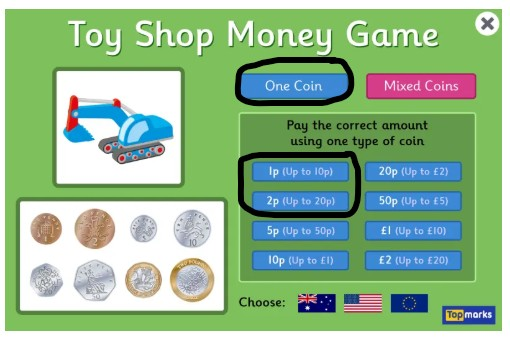 Toy Shop Money Game
One Coin
Mixed Coins
Pay the correct amount
using one type of coin
1p (Up to 10p)
20p (Up to £2)
2p (Up to 20p)
50p (Up to £5)
5p (Up to 50p)
£1 (Up to £10)
10p (Up to £1)
£2 (Up to £20)
10
Choose:
Topmarks